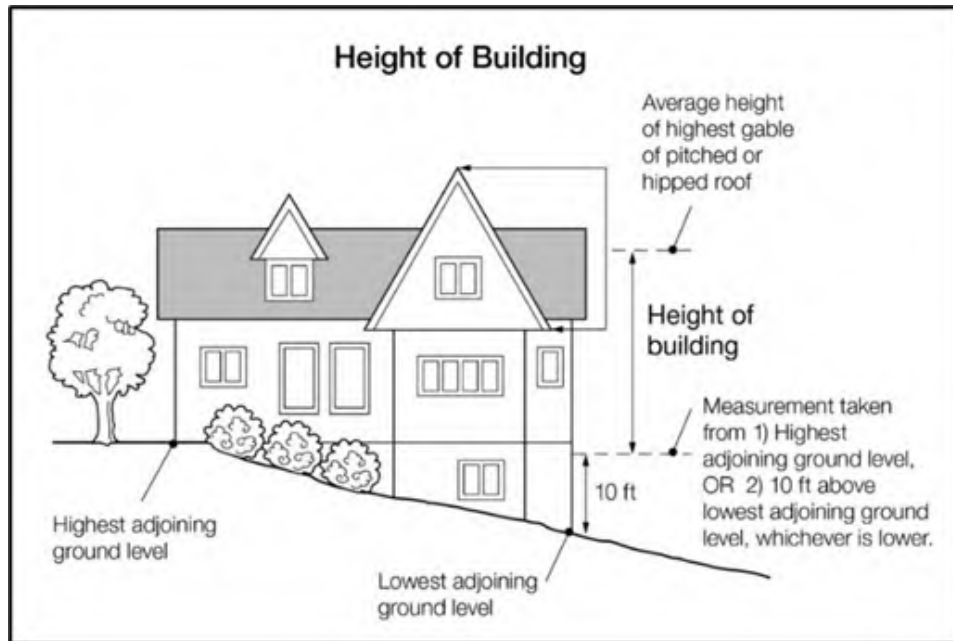 Height of Building
Average height
of highest gable
of pitched or
hipped roof
Height of
building
Measurement taken
from 1) Highest
adjoining ground level,
OR 2) 10 ft above
lowest adjoining ground
level, whichever is lower.
10 ft
Highest adjoining
ground level
Lowest adjoining
ground level